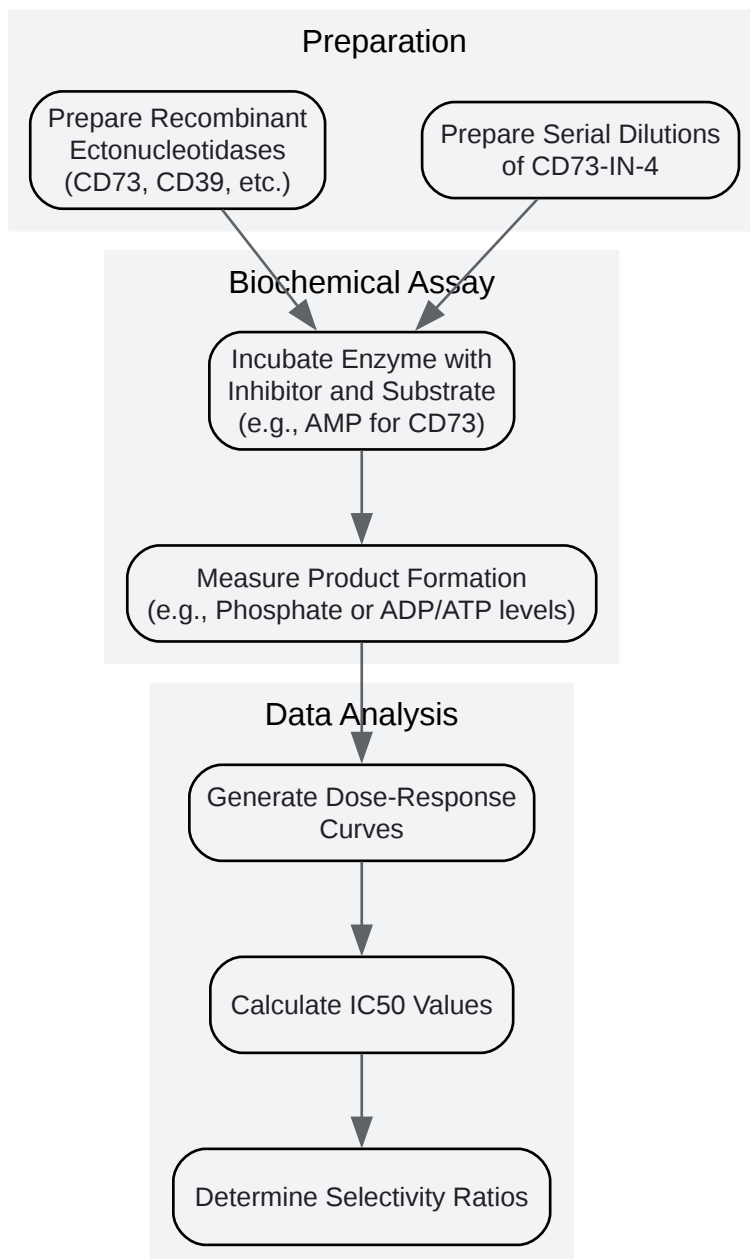 Preparation
Prepare Recombinant
Ectonucleotidases
(CD73, CD39, etc.)
Prepare Serial Dilutions
of CD73-IN-4
Biochemical Assay
Incubate Enzyme with
Inhibitor and Substrate
(e.g., AMP for CD73)
Measure Product Formation
(e.g., Phosphate or ADP/ATP levels)
Data Analysis
Generate Dose-Response
Curves
Calculate IC50 Values
Determine Selectivity Ratios